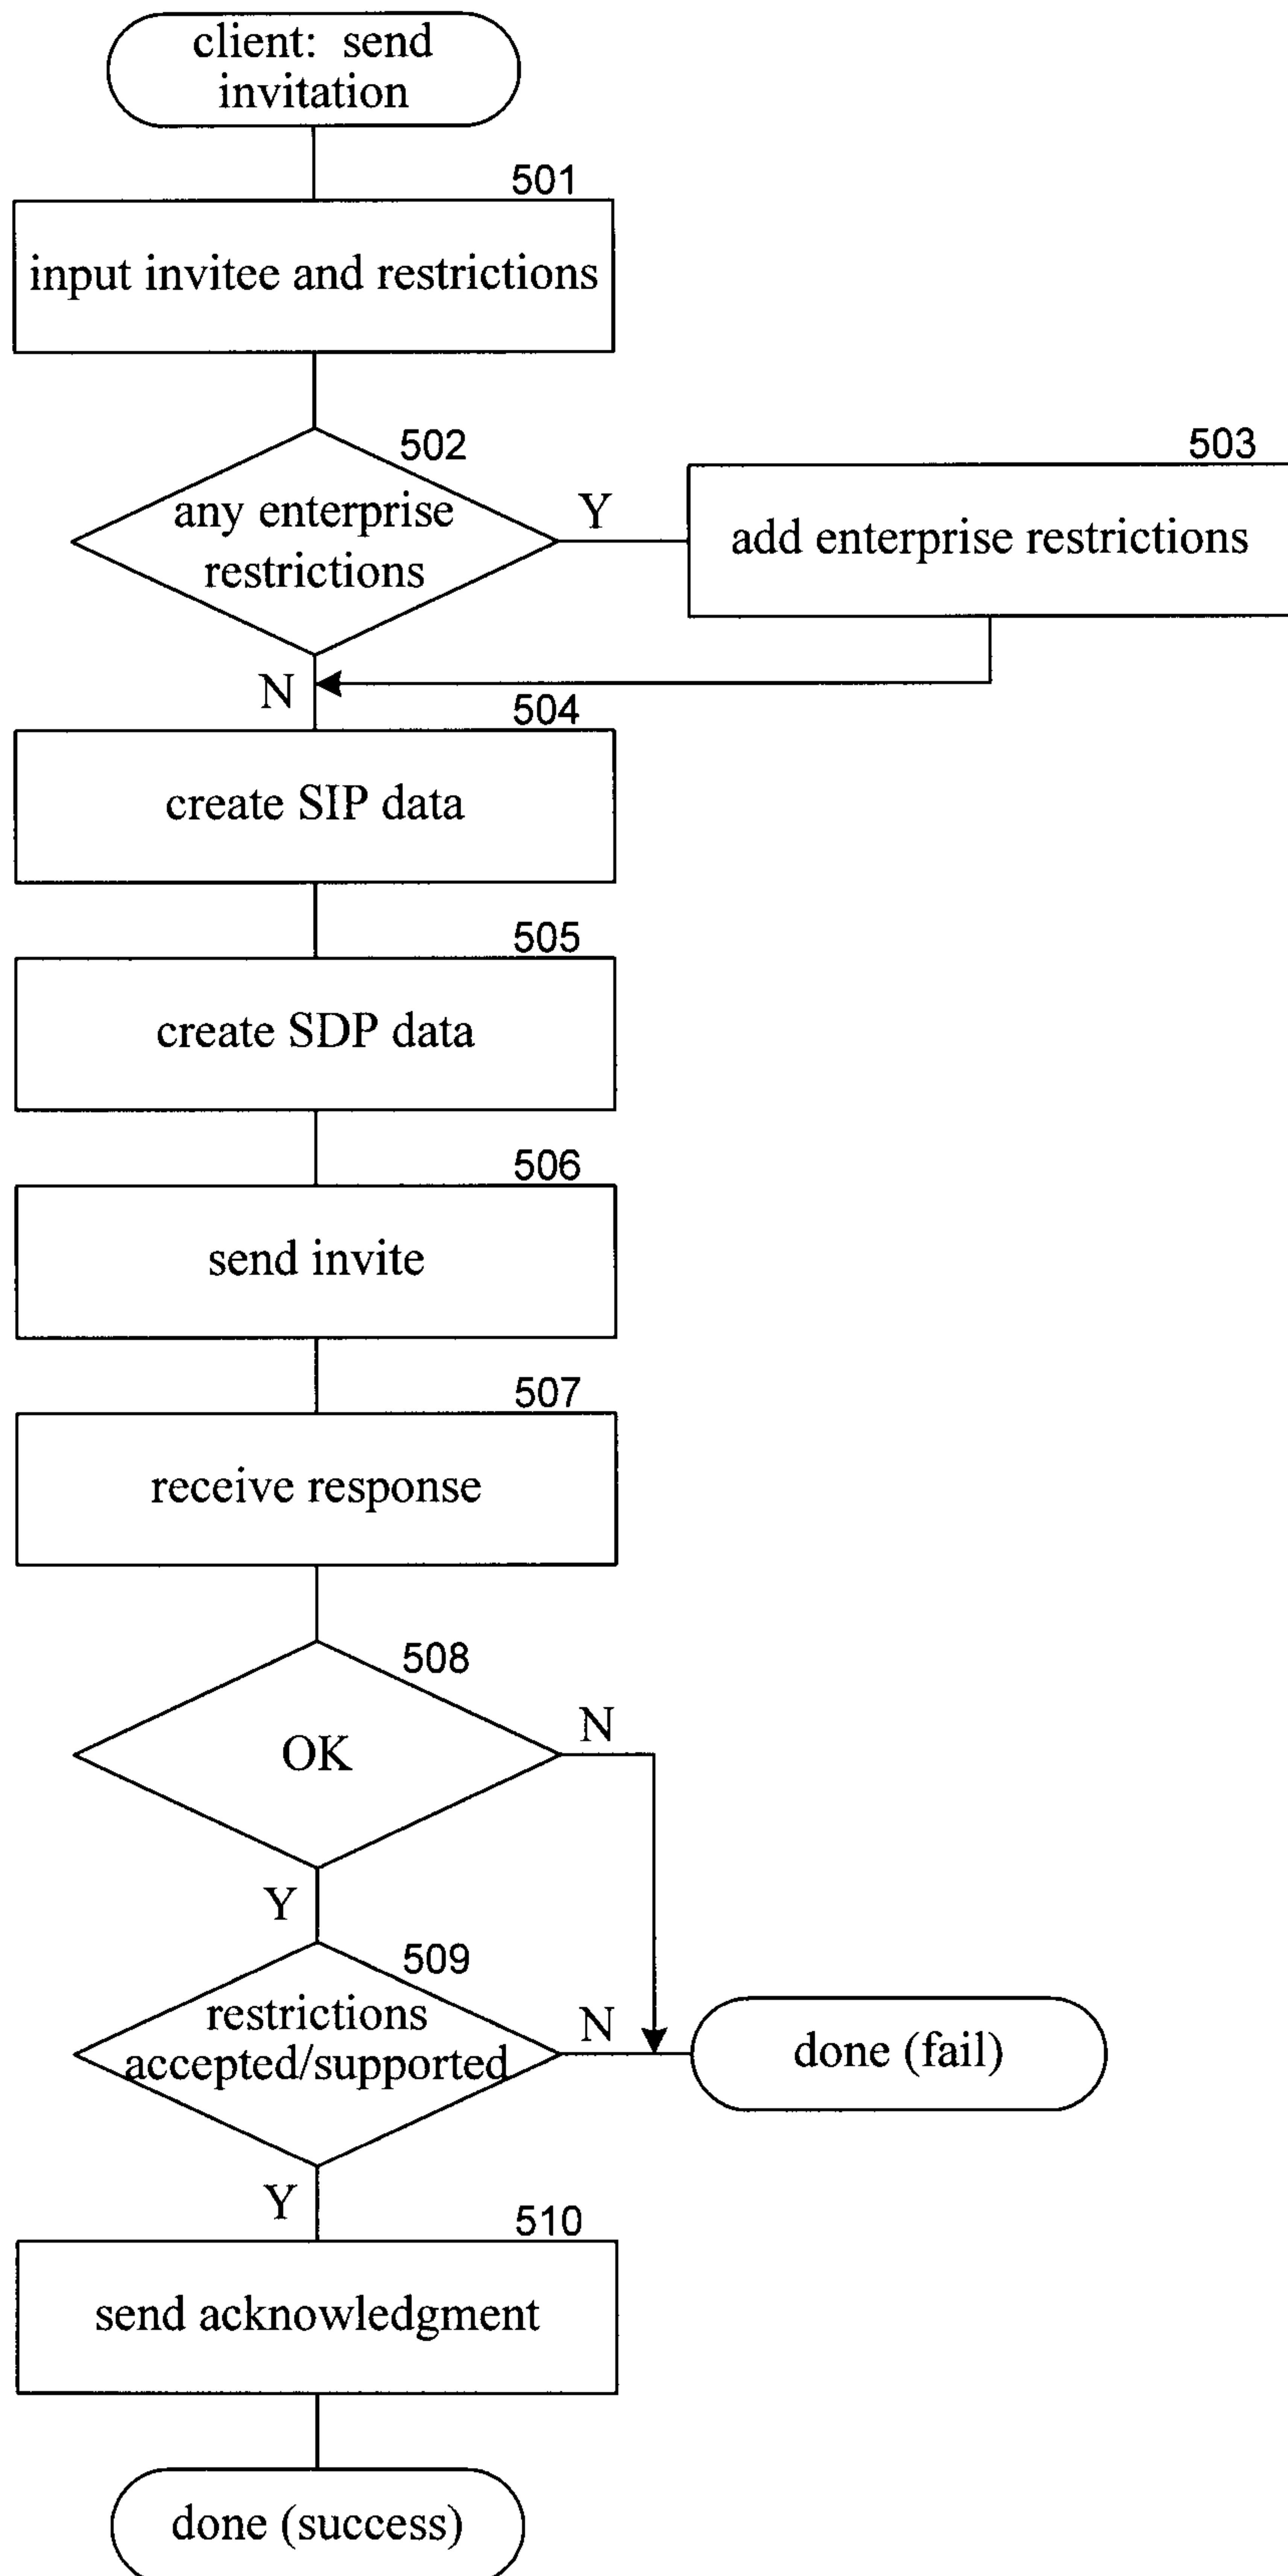 client: send
invitation
501
input invitee and restrictions
502
any enterprise
restrictions
Y
503
add enterprise restrictions
N
504
create SIP data
505
create SDP data
506
send invite
507
receive response
508
OK
N
Y
509
restrictions
accepted/supported
N
done (fail)
Y
510
send acknowledgment
done (success)